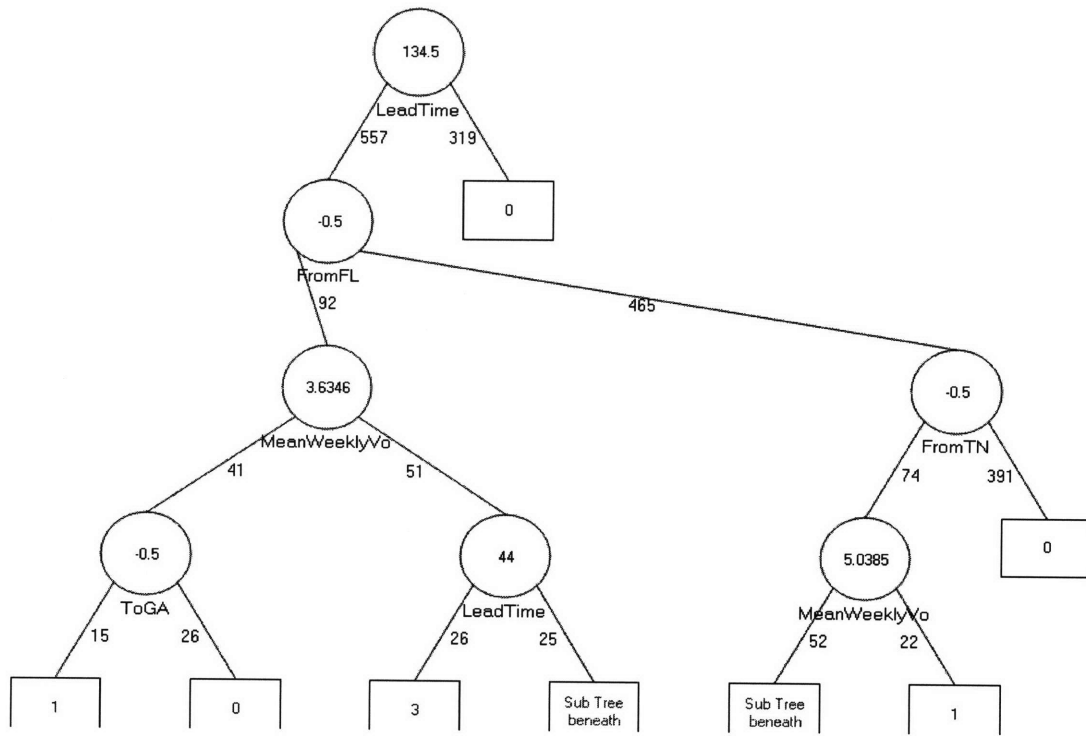 134.5
LeadTime
557
319
-0.5
0
FromFL
92
465
3.6346
-0.5
MeanWeeklyVo
FromTN
41
51
74
391
-0.5
44
5.0385
0
ToGA
LeadTime
MeanWeeklyVo
15
26
26
25
52
22
1
0
3
Sub Tree
beneath
Sub Tree
beneath
1